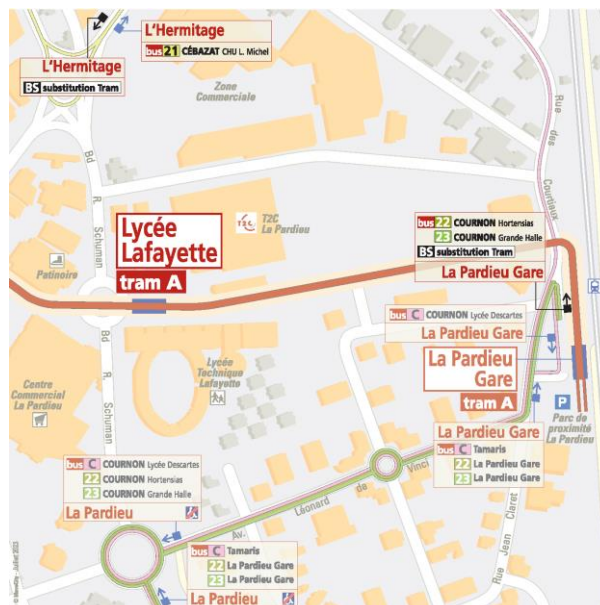 L'Hermitage
bus 21 CÉBAZAT CHU L. Michel
L'Hermitage
BS substitution Tram
Zone
Commerciale
Rue des Courtiaux
Bd R. Schuman
Lycée
Lafayette
tram A
T2C
T2C
La Pardieu
Patinoire
bus 22 COURNON Hortensias
23 COURNON Grande Halle
BS substitution Tram
La Pardieu Gare
bus C COURNON Lycée Descartes
La Pardieu Gare
La Pardieu
Gare
tram A
P
Parc de
proximité
La Pardieu
Lycée
Technique
Lafayette
Centre
Commercial
La Pardieu
Bd R. Schuman
La Pardieu Gare
bus C Tamaris
22 La Pardieu Gare
23 La Pardieu Gare
bus C COURNON Lycée Descartes
22 COURNON Hortensias
23 COURNON Grande Halle
La Pardieu
Av. Léonard de Vinci
Rue Jean Claret
bus C Tamaris
22 La Pardieu Gare
23 La Pardieu Gare
La Pardieu